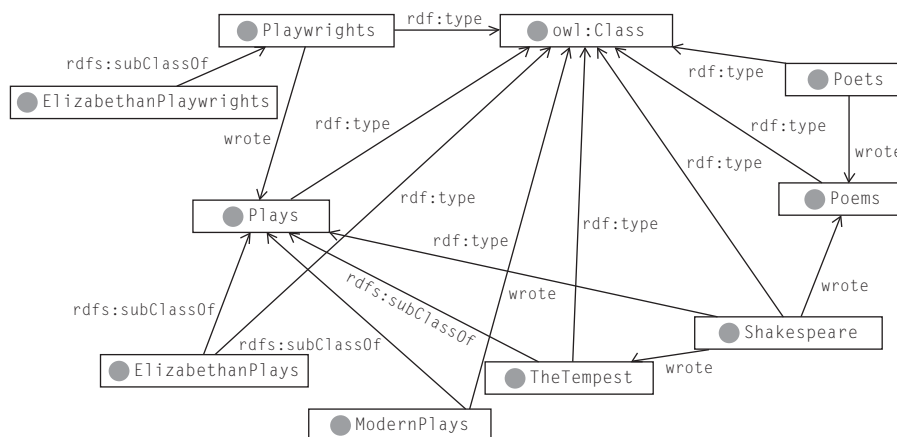 Playwrights
rdf:type
owl:Class
rdfs:subClassOf
rdf:type
Poets
ElizabethanPlaywrights
rdf:type
rdf:type
wrote
wrote
rdf:type
Poems
Plays
rdf:type
rdf:type
rdf:type
wrote
wrote
rdfs:subClassOf
rdfs:subClassOf
Shakespeare
rdfs:subClassOf
wrote
ElizabethanPlays
TheTempest
ModernPlays